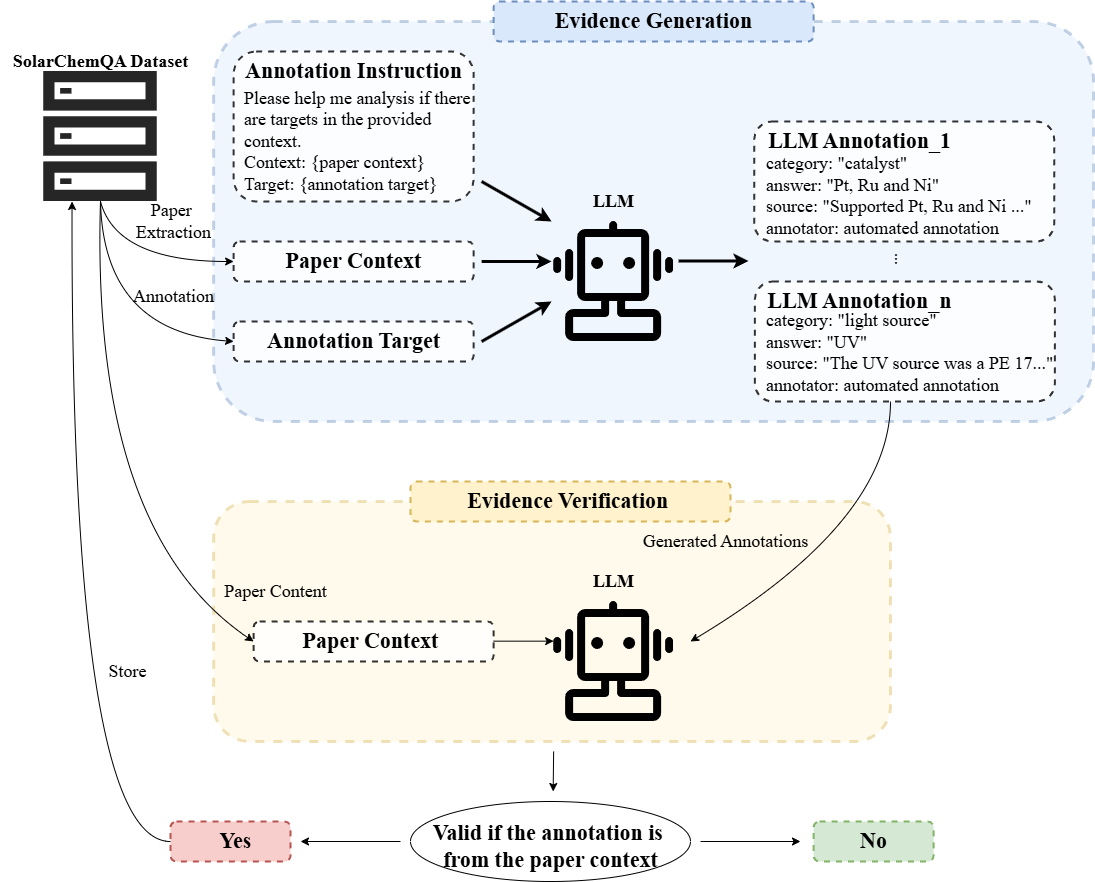 Evidence Generation
SolarChemQA Dataset
Annotation Instruction
Please help me analysis if there
are targets in the provided
context.
Context: {paper context}
Target: {annotation target}
LLM Annotation_1
category: "catalyst"
answer: "Pt, Ru and Ni"
source: "Supported Pt, Ru and Ni ..."
annotator: automated annotation
...
LLM
Paper
Extraction
Paper Context
Annotation
Annotation Target
LLM Annotation_n
category: "light source"
answer: "UV"
source: "The UV source was a PE 17..."
annotator: automated annotation
Evidence Verification
Generated Annotations
LLM
Paper Content
Paper Context
Store
Valid if the annotation is
from the paper context
Yes
No